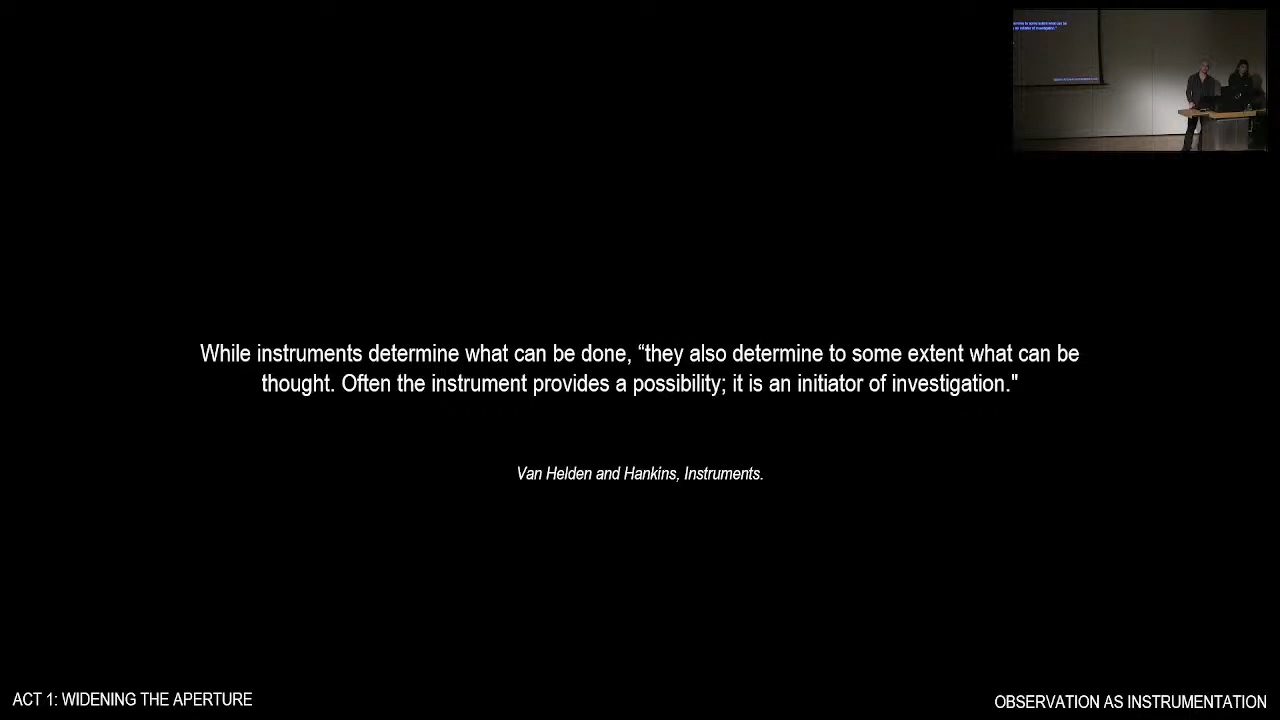 While instruments determine what can be done, “they also determine to some extent what can be
thought. Often the instrument provides a possibility; it is an initiator of investigation."
Van Helden and Hankins, Instruments.
ACT 1: WIDENING THE APERTURE
OBSERVATION AS INSTRUMENTATION